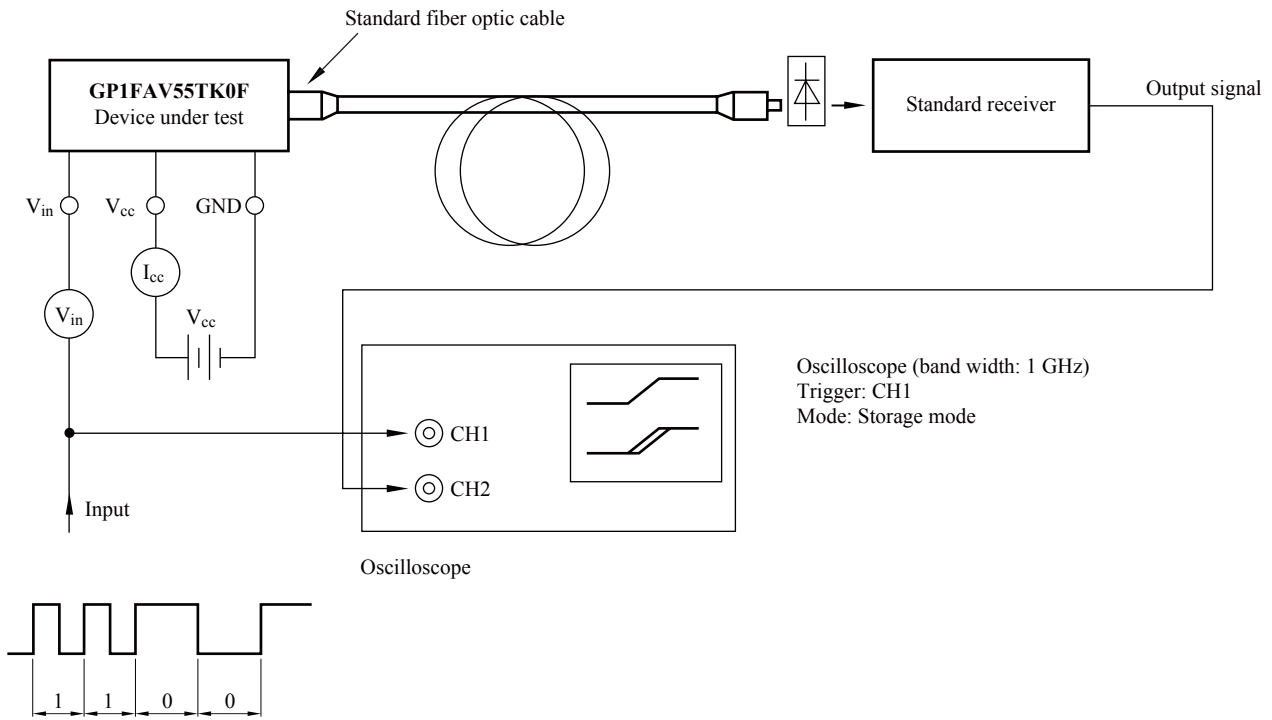 Standard fiber optic cable
GP1FAV55TK0F
Device under test
Standard receiver
Output signal
Vin
Vcc
GND
Icc
Vin
Vcc
Oscilloscope (band width: 1 GHz)
Trigger: CH1
Mode: Storage mode
CH1
CH2
Input
Oscilloscope
1 1 0 0